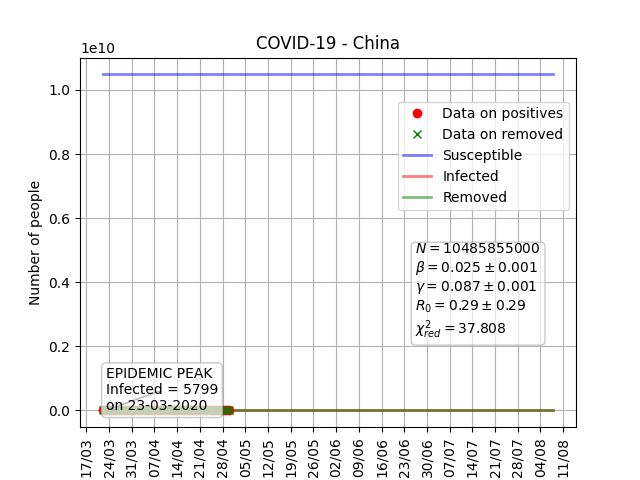 COVID-19 - China
1e10
1.0
0.8
0.6
0.4
0.2
0.0
Number of people
Data on positives
Data on removed
Susceptible
Infected
Removed
N = 10485855000
β = 0.025 ± 0.001
γ = 0.087 ± 0.001
R₀ = 0.29 ± 0.29
χ²red = 37.808
EPIDEMIC PEAK
Infected = 5799
on 23-03-2020
17/03
24/03
31/03
07/04
14/04
21/04
28/04
05/05
12/05
19/05
26/05
02/06
09/06
16/06
23/06
30/06
07/07
14/07
21/07
28/07
04/08
11/08